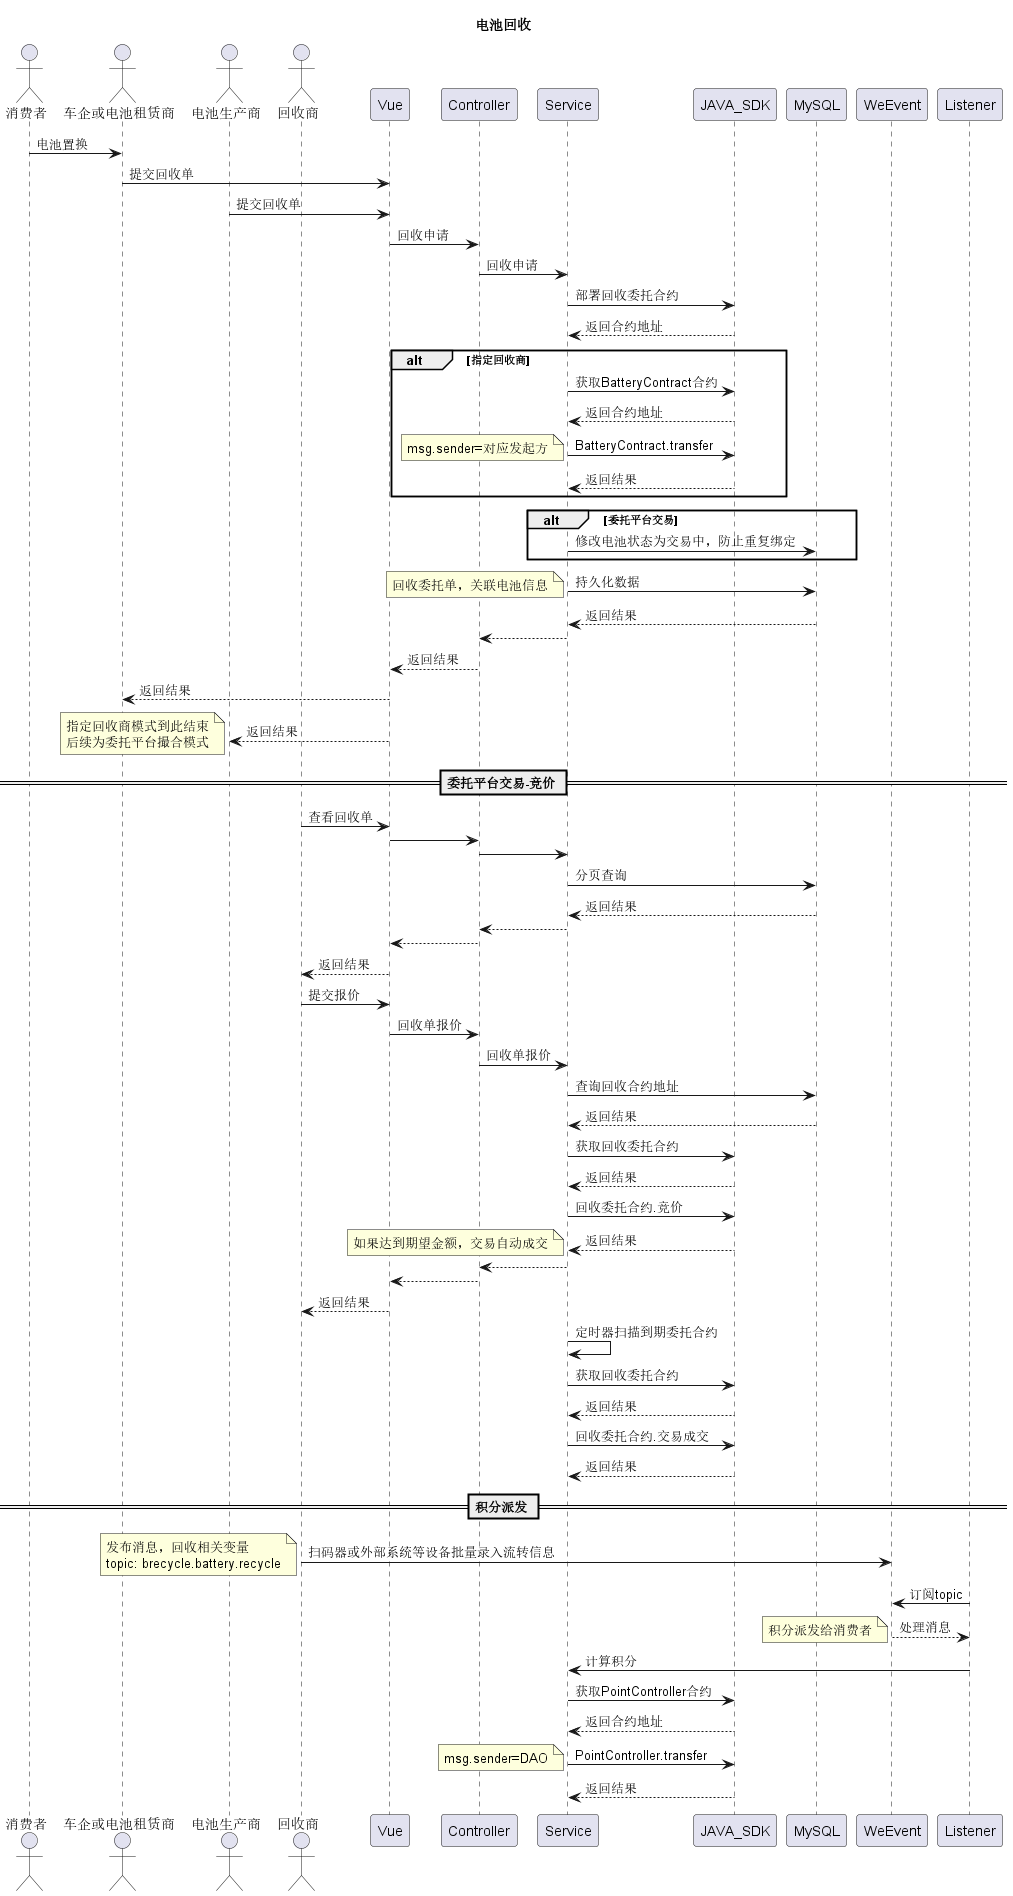 电池回收
消费者
车企或电池租赁商
电池生产商
回收商
Vue
Controller
Service
JAVA_SDK
MySQL
WeEvent
Listener
电池置换
提交回收单
提交回收单
回收申请
回收申请
部署回收委托合约
返回合约地址
alt
[指定回收商]
获取BatteryContract合约
返回合约地址
msg.sender=对应发起方
BatteryContract.transfer
返回结果
alt
[委托平台交易]
修改电池状态为交易中，防止重复绑定
回收委托单，关联电池信息
持久化数据
返回结果
返回结果
返回结果
指定回收商模式到此结束
后续为委托平台撮合模式
返回结果
委托平台交易-竞价
查看回收单
分页查询
返回结果
返回结果
提交报价
回收单报价
回收单报价
查询回收合约地址
返回结果
获取回收委托合约
返回结果
回收委托合约.竞价
如果达到期望金额，交易自动成交
返回结果
返回结果
定时器扫描到期委托合约
获取回收委托合约
返回结果
回收委托合约.交易成交
返回结果
积分派发
发布消息，回收相关变量
topic: brecycle.battery.recycle
扫码器或外部系统等设备批量录入流转信息
订阅topic
积分派发给消费者
处理消息
计算积分
获取PointController合约
返回合约地址
msg.sender=DAO
PointController.transfer
返回结果
消费者
车企或电池租赁商
电池生产商
回收商
Vue
Controller
Service
JAVA_SDK
MySQL
WeEvent
Listener